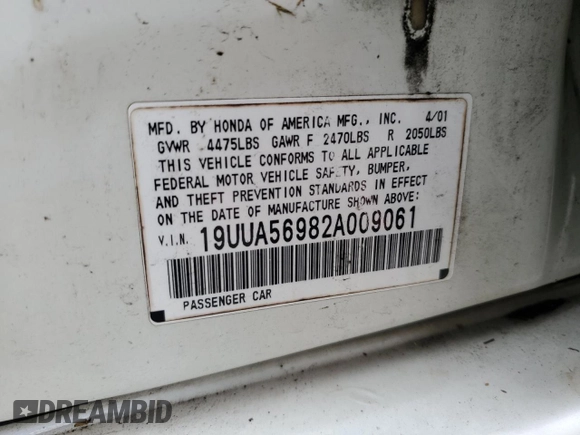 MFD. BY HONDA OF AMERICA MFG., INC. 4/01
GVWR 4475LBS GAWR F 2470LBS R 2050LBS
THIS VEHICLE CONFORMS TO ALL APPLICABLE
FEDERAL MOTOR VEHICLE SAFETY, BUMPER,
AND THEFT PREVENTION STANDARDS IN EFFECT
ON THE DATE OF MANUFACTURE SHOWN ABOVE:
V.I.N. 19UUA56982A009061
PASSENGER CAR
DREAMBID